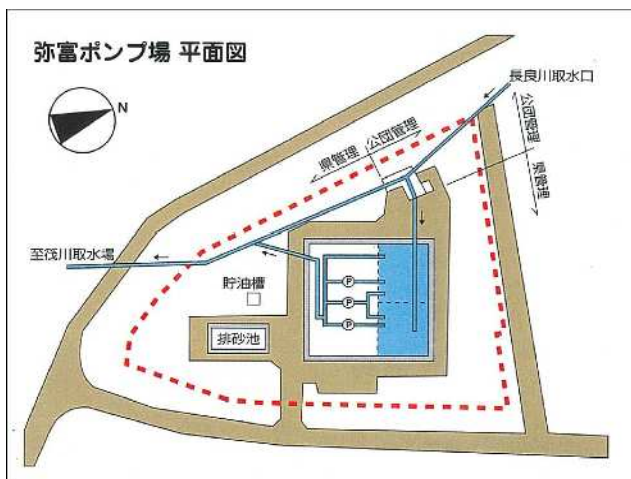 弥富ポンプ場 平面図
N
長良川取水口
公団管理
県管理
県管理
公団管理
至筏川取水場
貯油槽
排砂池
P
P
P